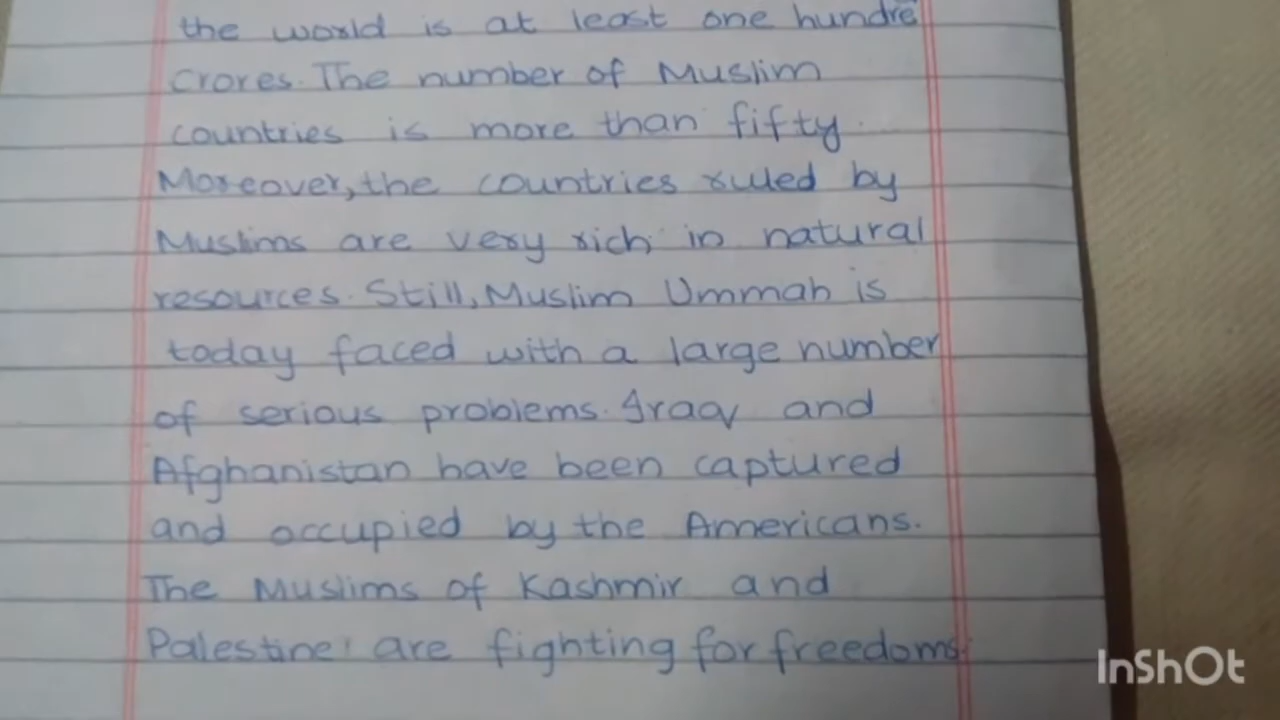 the world is at least one hundre
crores. The number of Muslim
countries is more than fifty.
Moreover, the countries ruled by
Muslims are very rich in natural
resources. Still, Muslim Ummah is
today faced with a large number
of serious problems. Iraq and
Afghanistan have been captured
and occupied by the Americans.
The Muslims of Kashmir and
Palestine are fighting for freedoms
InShOt